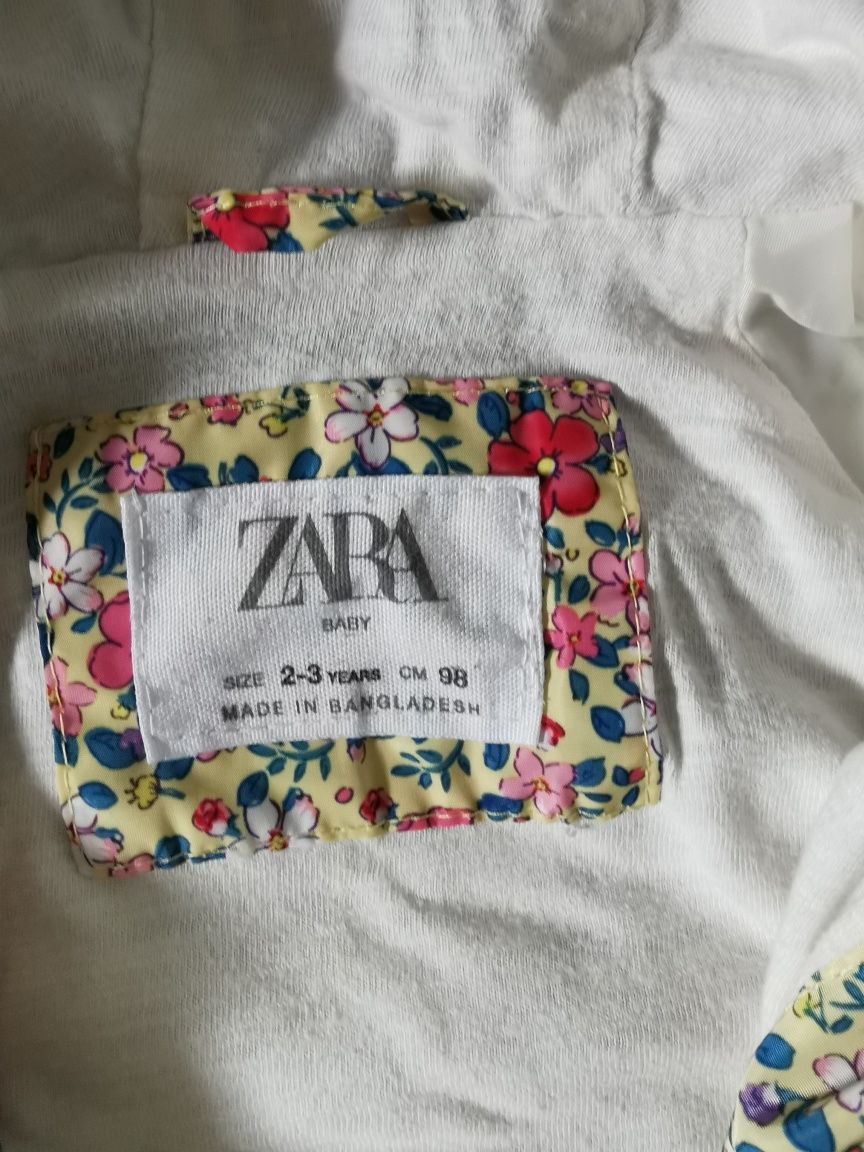 ZARA
BABY
SIZE 2-3 YEARS CM 98
MADE IN BANGLADESH